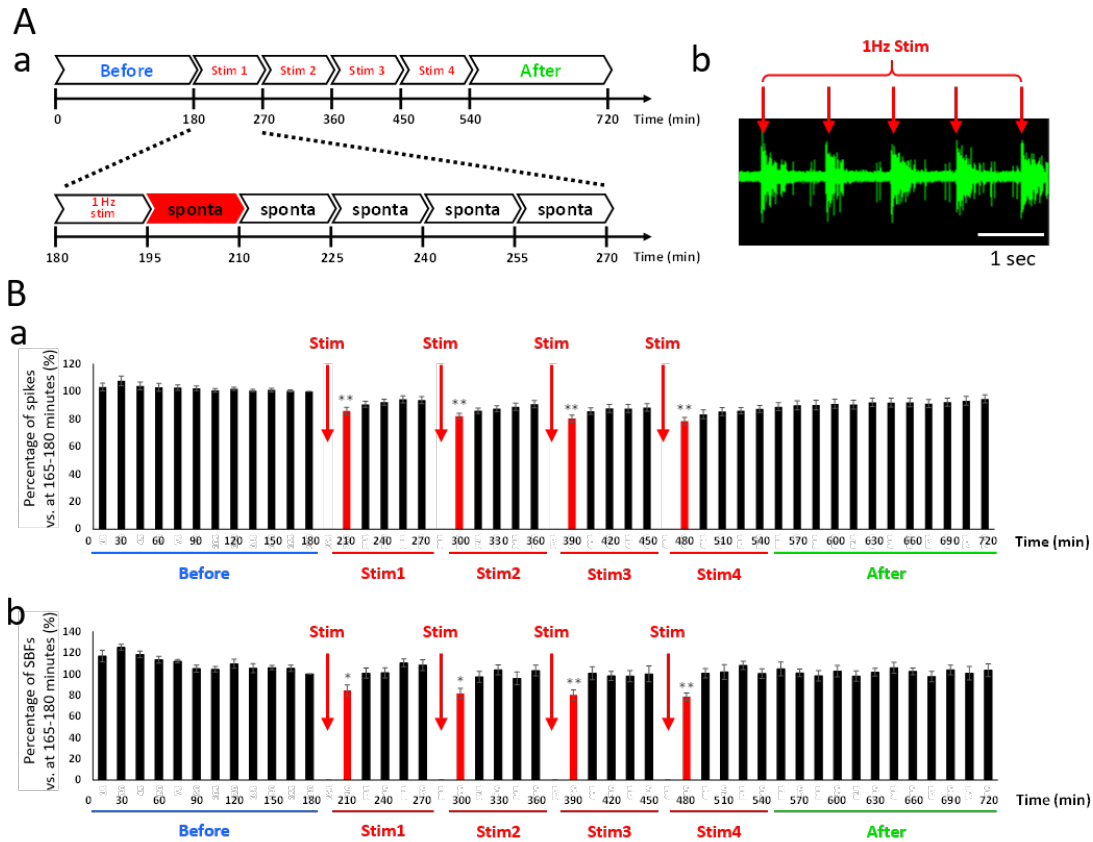 A
a
Before
Stim 1
Stim 2
Stim 3
Stim 4
After
0 180 270 360 450 540 720 Time (min)
1 Hz
stim
sponta
sponta
sponta
sponta
sponta
180 195 210 225 240 255 270 Time (min)
b
1Hz Stim
1 sec
B
a
Percentage of spikes
vs. at 165-180 minutes (%)
120
100
80
60
40
20
0
Stim Stim Stim Stim
** ** ** **
0 30 60 90 120 150 180 210 240 270 300 330 360 390 420 450 480 510 540 570 600 630 660 690 720 Time (min)
Before Stim1 Stim2 Stim3 Stim4 After
b
Percentage of SBFs
vs. at 165-180 minutes (%)
140
120
100
80
60
40
20
0
Stim Stim Stim Stim
* * ** **
0 30 60 90 120 150 180 210 240 270 300 330 360 390 420 450 480 510 540 570 600 630 660 690 720 Time (min)
Before Stim1 Stim2 Stim3 Stim4 After